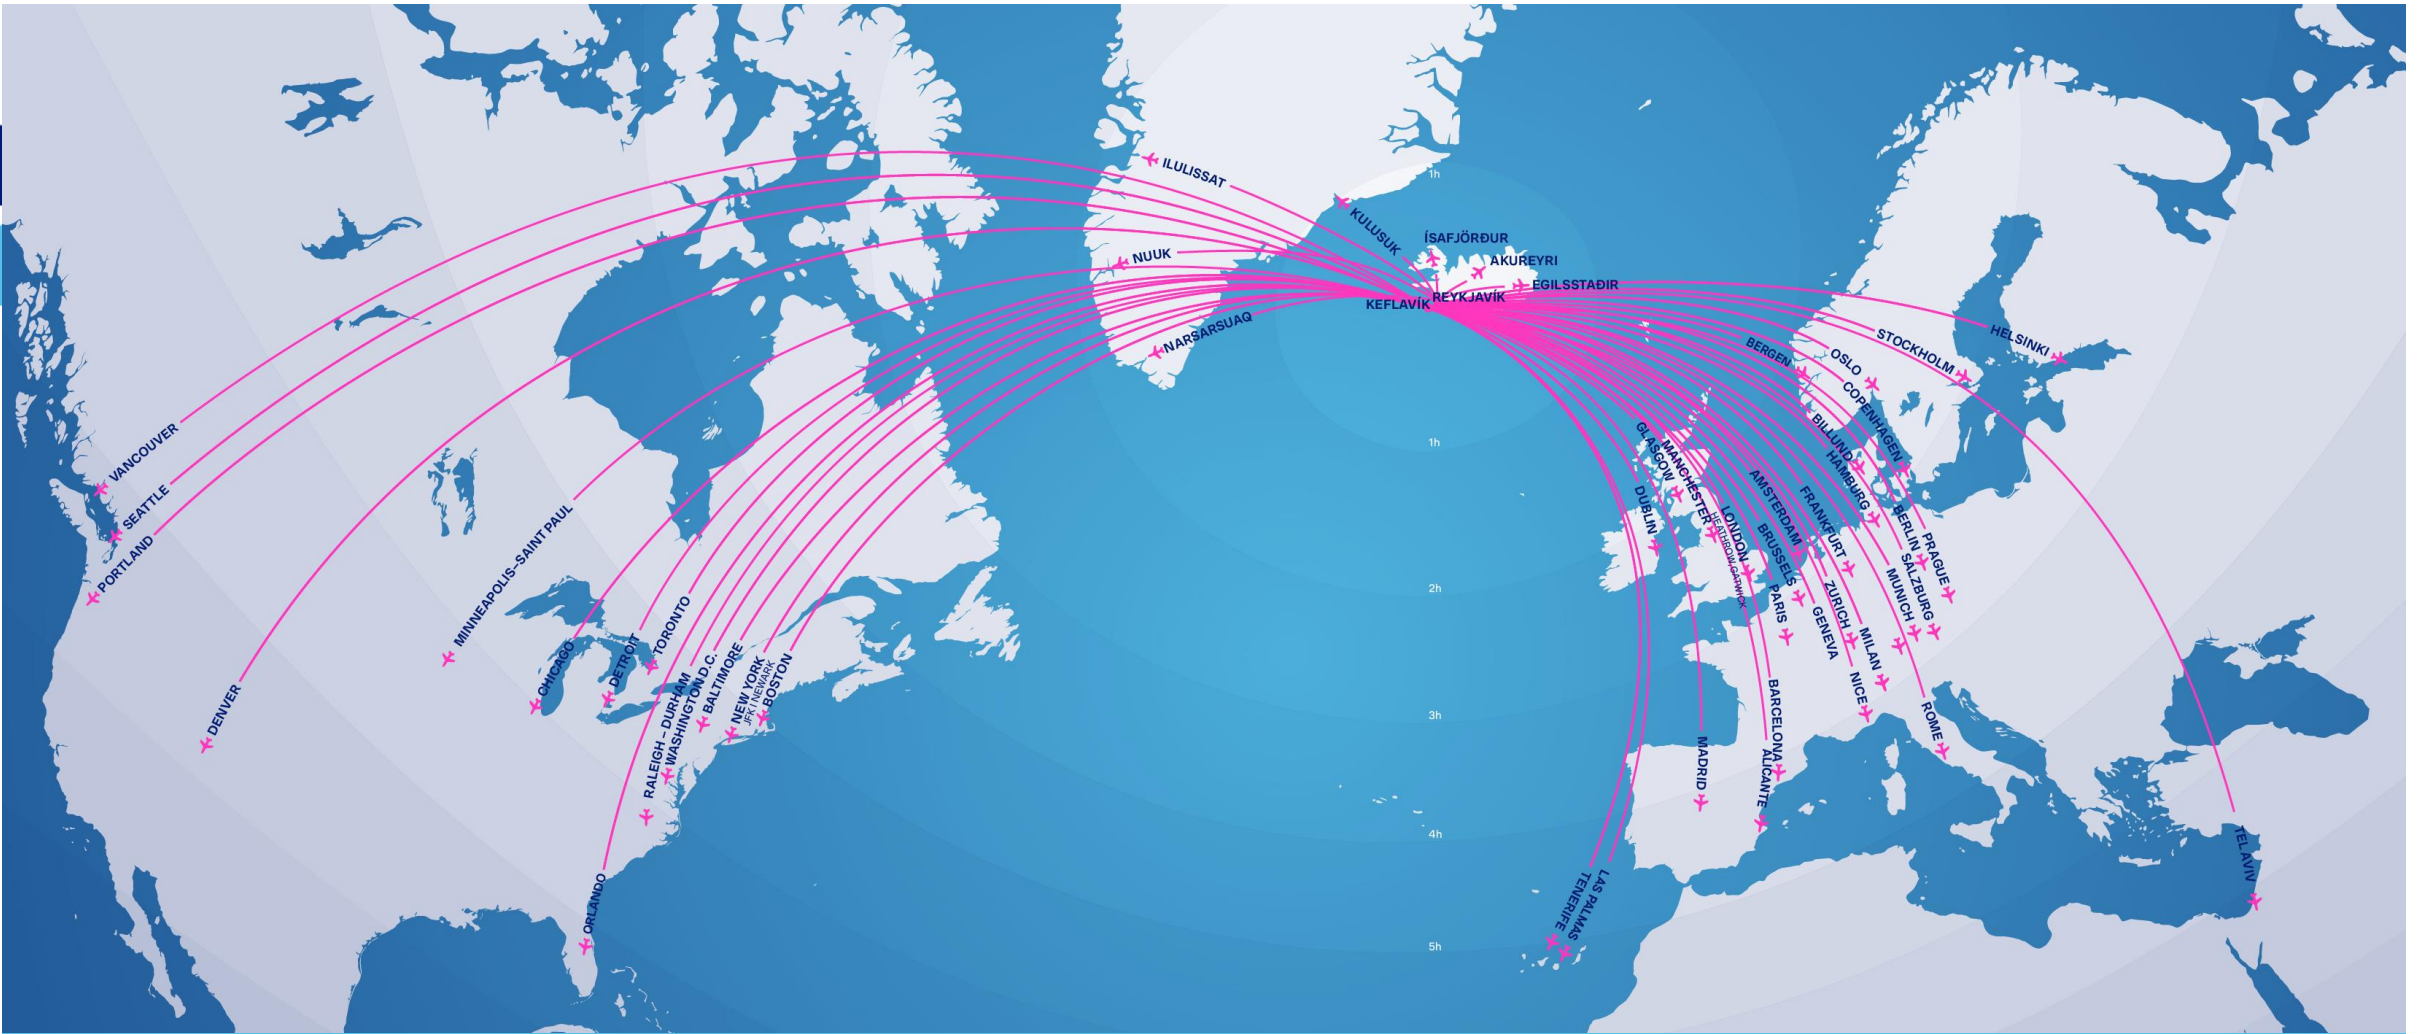 ILULISSAT
1h
KULUSUK
ÍSAFJÖRÐUR
NUUK
AKUREYRI
EGILSSTAÐIR
REYKJAVÍK
KEFLAVÍK
NARSARSUAQ
HELSINKI
STOCKHOLM
BERGEN
OSLO
COPENHAGEN
BILLUND
HAMBURG
VANCOUVER
SEATTLE
PORTLAND
1h
GLASGOW
MANCHESTER
DUBLIN
LONDON
HEATHROW,GATWICK
AMSTERDAM
BRUSSELS
FRANKFURT
BERLIN
PRAGUE
SALZBURG
MUNICH
PARIS
ZURICH
GENEVA
MILAN
NICE
ROME
MINNEAPOLIS–SAINT PAUL
2h
CHICAGO
DETROIT
TORONTO
DENVER
RALEIGH – DURHAM
WASHINGTON D.C.
BALTIMORE
NEW YORK
JFK I NEWARK
BOSTON
3h
BARCELONA
MADRID
ALICANTE
4h
TEL AVIV
ORLANDO
TENERIFE
LAS PALMAS
5h